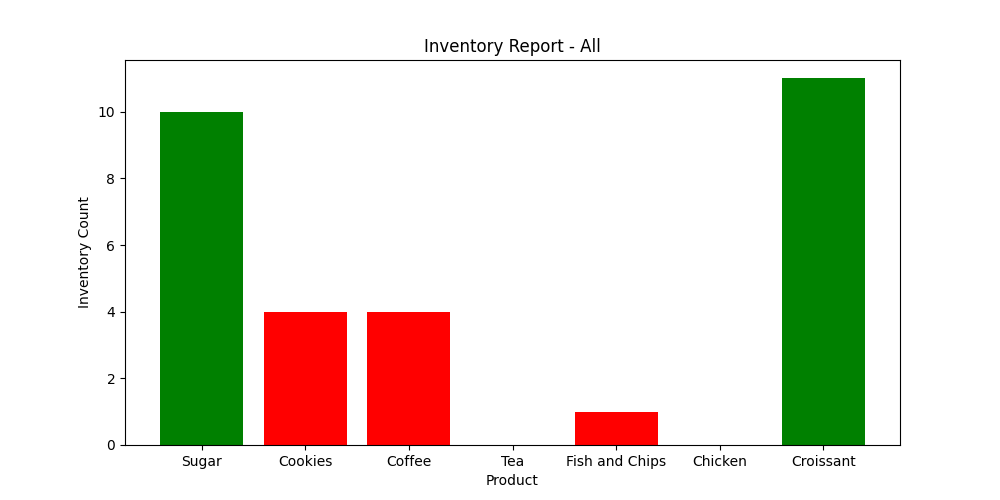 Inventory Report - All
Inventory Count
10
8
6
4
2
0
Sugar Cookies Coffee Tea Fish and Chips Chicken Croissant
Product